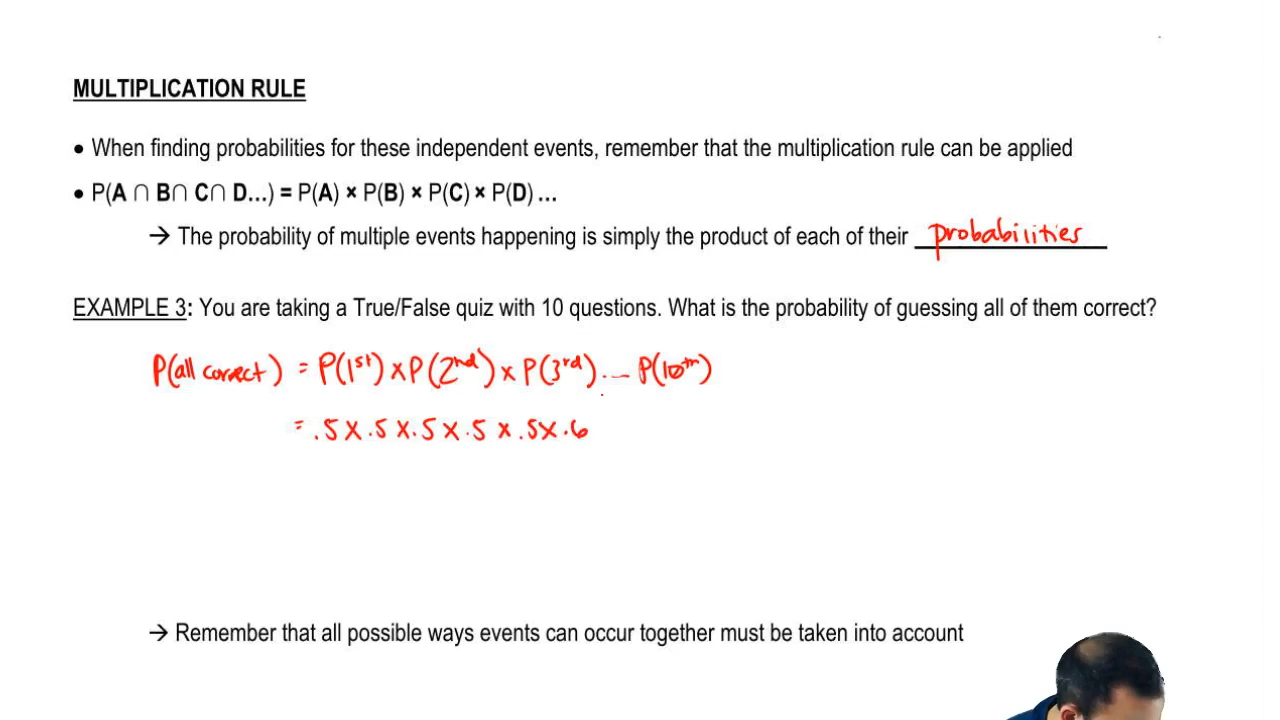 MULTIPLICATION RULE
• When finding probabilities for these independent events, remember that the multiplication rule can be applied
• P(A ∩ B∩ C∩ D...) = P(A) × P(B) × P(C) × P(D) ...
→ The probability of multiple events happening is simply the product of each of their probabilities
EXAMPLE 3: You are taking a True/False quiz with 10 questions. What is the probability of guessing all of them correct?
P(all correct) = P(1st) x P(2nd) x P(3rd) ... P(10th)
= .5 x .5 x .5 x .5 x .5 x .6
→ Remember that all possible ways events can occur together must be taken into account